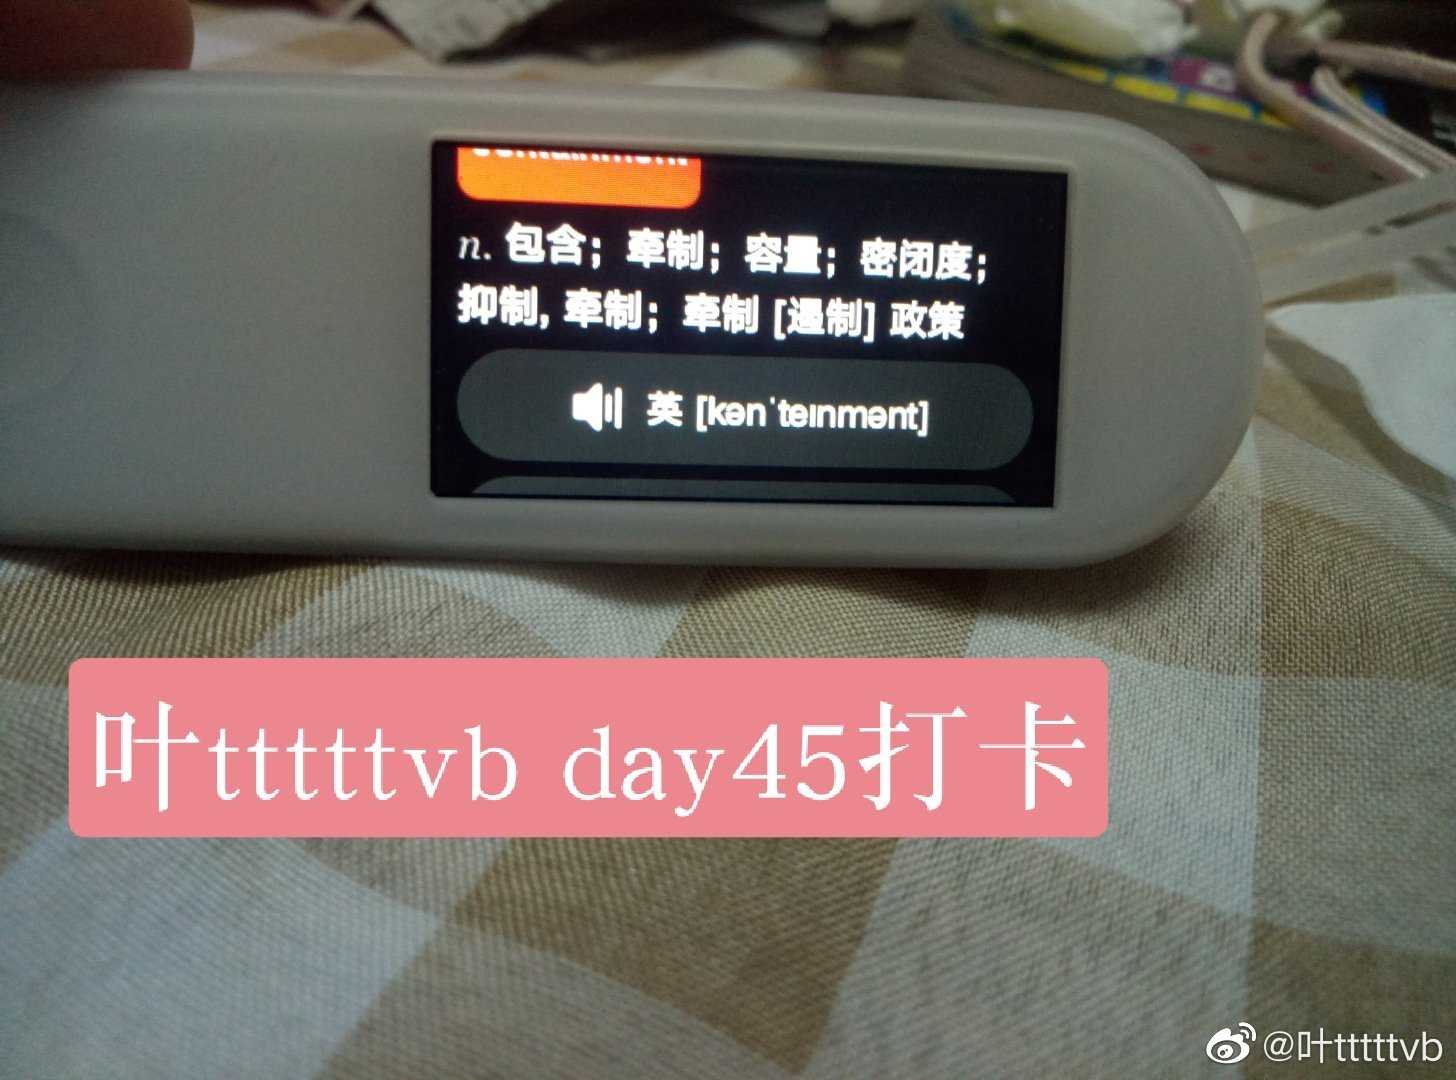 containment
n. 包含；牵制；容量；密闭度；
抑制, 牵制；牵制 [遏制] 政策
英 [kənˈteɪnmənt]
叶tttttvb day45打卡
@叶tttttvb